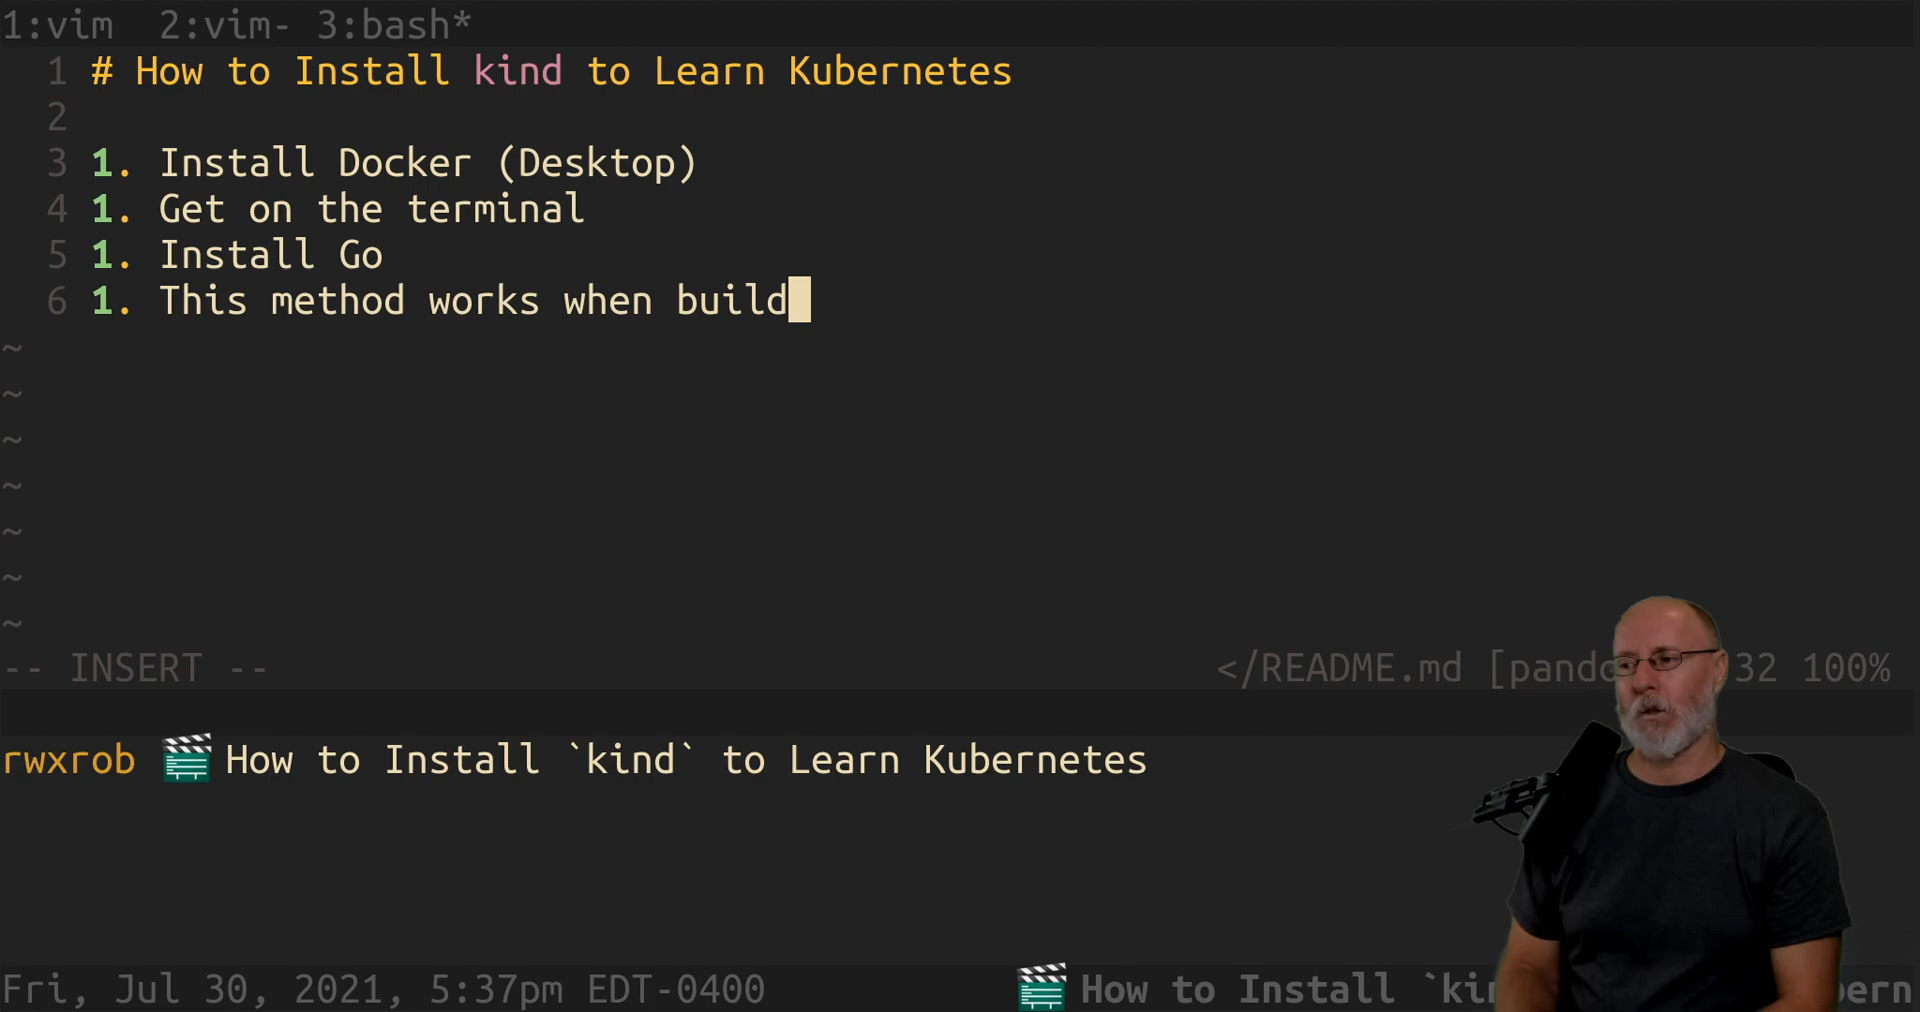 1:vim  2:vim- 3:bash*
1 # How to Install kind to Learn Kubernetes
2
3 1. Install Docker (Desktop)
4 1. Get on the terminal
5 1. Install Go
6 1. This method works when build
~
~
~
~
~
~
~
-- INSERT -- </README.md [pando 32 100%
rwxrob 🎬 How to Install `kind` to Learn Kubernetes
Fri, Jul 30, 2021, 5:37pm EDT-0400 🎬 How to Install `ki bern